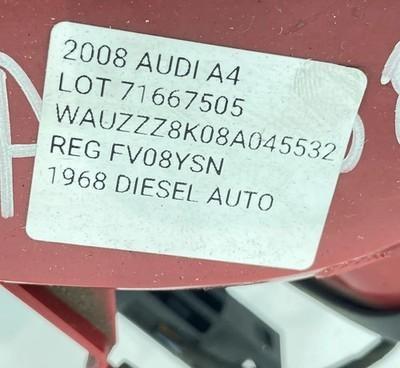 2008 AUDI A4
LOT 71667505
WAUZZZ8K08A045532
REG FV08YSN
1968 DIESEL AUTO